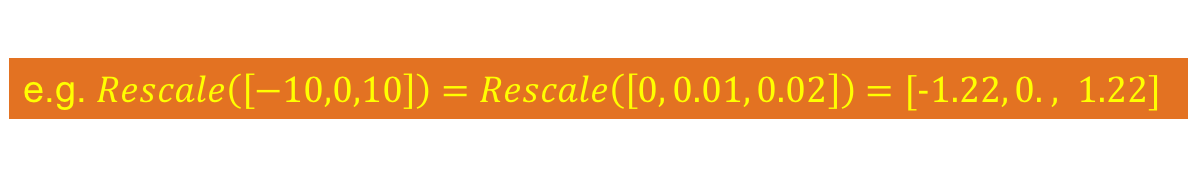 e.g. Rescale([−10,0,10]) = Rescale([0, 0.01, 0.02]) = [-1.22, 0. , 1.22]